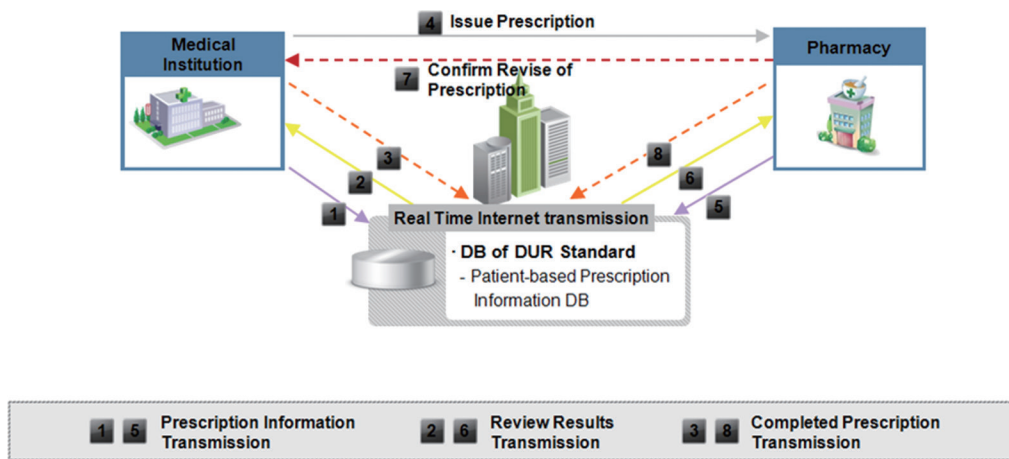 4 Issue Prescription
Medical
Institution
Pharmacy
7 Confirm Revise of
Prescription
3
2
1
8
6
5
Real Time Internet transmission
· DB of DUR Standard
- Patient-based Prescription
Information DB
1 5 Prescription Information
Transmission
2 6 Review Results
Transmission
3 8 Completed Prescription
Transmission